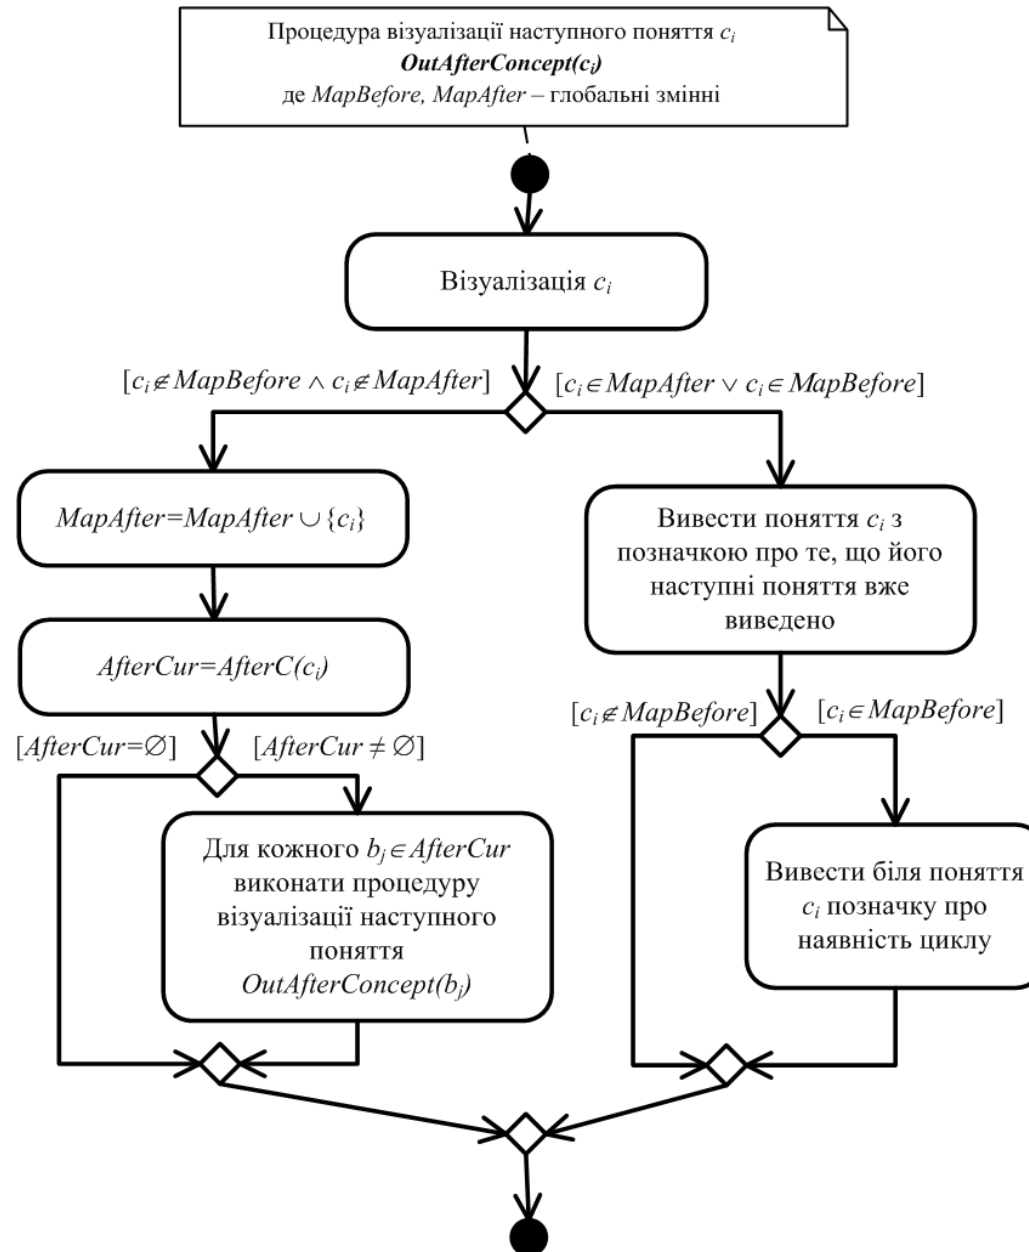 Процедура візуалізації наступного поняття cᵢ
OutAfterConcept(cᵢ)
де MapBefore, MapAfter – глобальні змінні
Візуалізація cᵢ
[cᵢ∉MapBefore ∧ cᵢ∉MapAfter]
[cᵢ∈MapAfter ∨ cᵢ∈MapBefore]
MapAfter=MapAfter ∪ {cᵢ}
AfterCur=AfterC(cᵢ)
[AfterCur=∅]
[AfterCur ≠ ∅]
Для кожного bⱼ∈AfterCur
виконати процедуру
візуалізації наступного
поняття
OutAfterConcept(bⱼ)
Вивести поняття cᵢ з
позначкою про те, що його
наступні поняття вже
виведено
[cᵢ∉MapBefore]
[cᵢ∈MapBefore]
Вивести біля поняття
cᵢ позначку про
наявність циклу